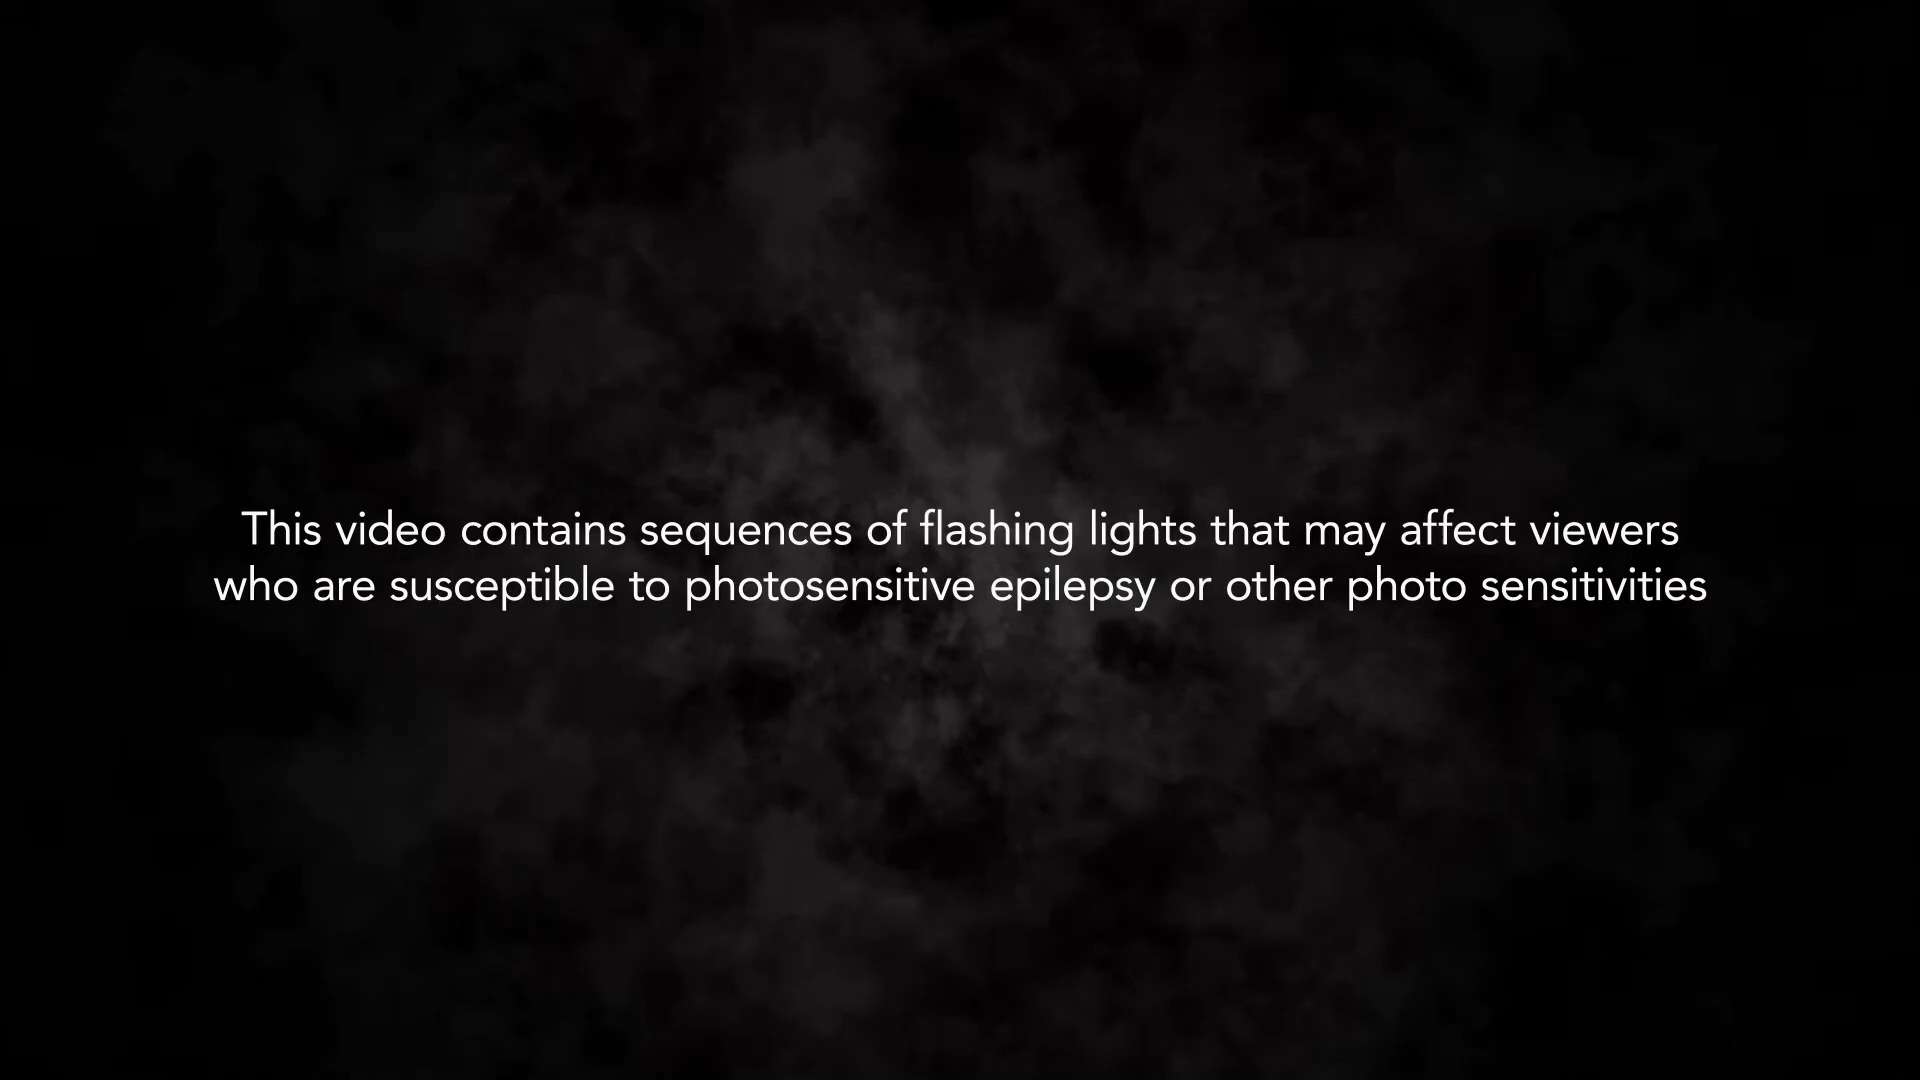 This video contains sequences of flashing lights that may affect viewers
who are susceptible to photosensitive epilepsy or other photo sensitivities